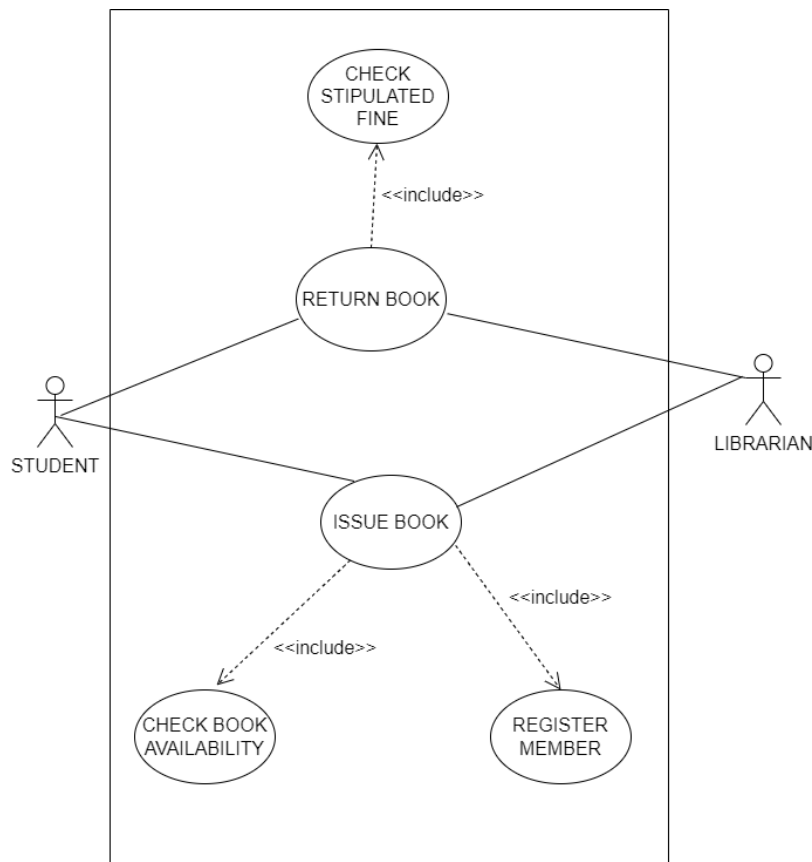 CHECK
STIPULATED
FINE
<<include>>
RETURN BOOK
STUDENT
LIBRARIAN
ISSUE BOOK
<<include>>
<<include>>
CHECK BOOK
AVAILABILITY
REGISTER
MEMBER